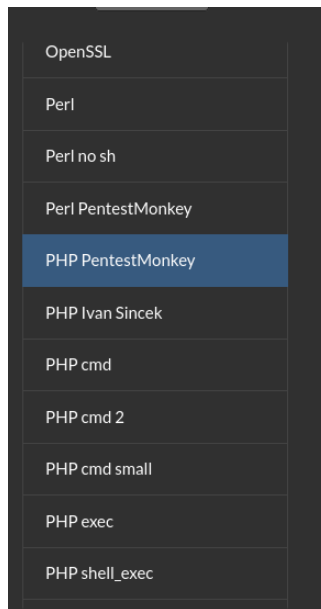 OpenSSL
Perl
Perl no sh
Perl PentestMonkey
PHP PentestMonkey
PHP Ivan Sincek
PHP cmd
PHP cmd 2
PHP cmd small
PHP exec
PHP shell_exec